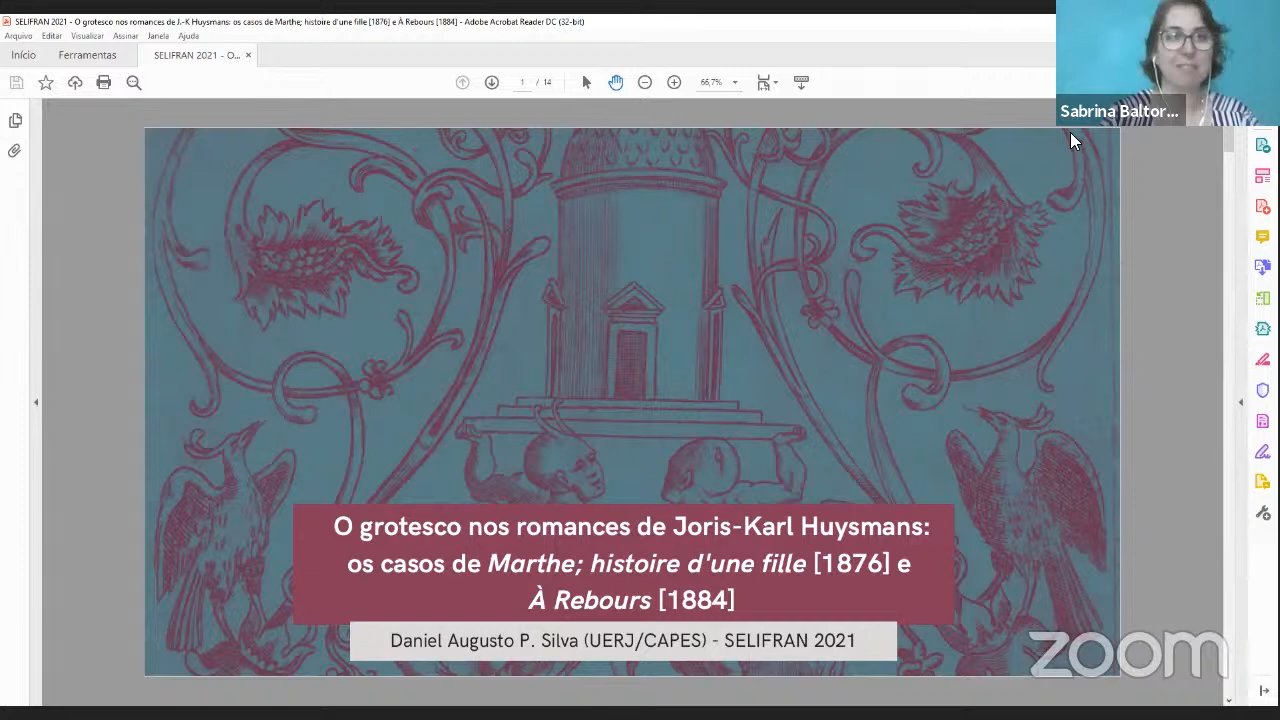 SELIFRAN 2021 - O grotesco nos romances de J.-K Huysmans: os casos de Marthe; histoire d'une fille [1876] e À Rebours [1884] - Adobe Acrobat Reader DC (32-bit)
Arquivo Editar Visualizar Assinar Janela Ajuda
Início Ferramentas SELIFRAN 2021 - O... ×
1 / 14 66,7%
Sabrina Baltor...
O grotesco nos romances de Joris-Karl Huysmans:
os casos de Marthe; histoire d'une fille [1876] e
À Rebours [1884]
Daniel Augusto P. Silva (UERJ/CAPES) - SELIFRAN 2021
zoom